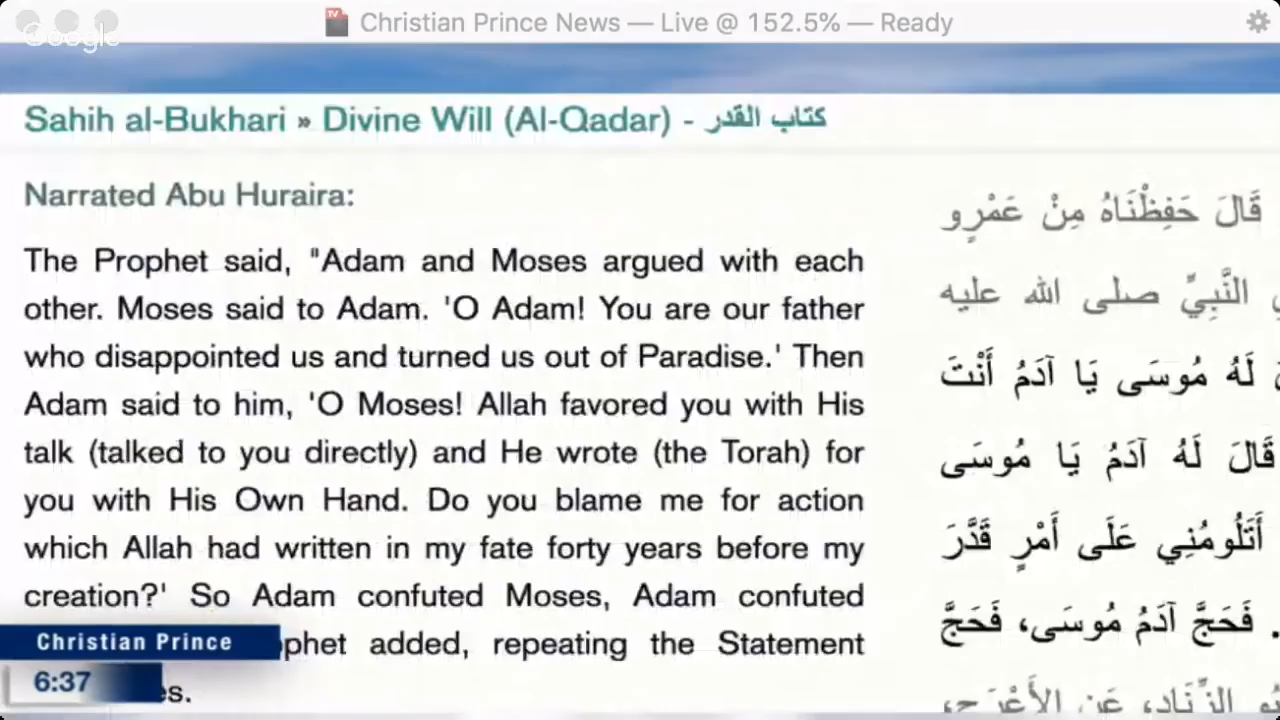 Christian Prince News — Live @ 152.5% — Ready
Google
Sahih al-Bukhari » Divine Will (Al-Qadar) - كتاب القدر
Narrated Abu Huraira:
The Prophet said, "Adam and Moses argued with each
other. Moses said to Adam. 'O Adam! You are our father
who disappointed us and turned us out of Paradise.' Then
Adam said to him, 'O Moses! Allah favored you with His
talk (talked to you directly) and He wrote (the Torah) for
you with His Own Hand. Do you blame me for action
which Allah had written in my fate forty years before my
creation?' So Adam confuted Moses, Adam confuted
phet added, repeating the Statement
es.
قَالَ حَفِظْنَاهُ مِنْ عَمْرٍو
النَّبِيِّ صلى الله عليه
لَهُ مُوسَى يَا آدَمُ أَنْتَ
قَالَ لَهُ آدَمُ يَا مُوسَى
أَتَلُومُنِي عَلَى أَمْرٍ قَدَّرَ
. فَحَجَّ آدَمُ مُوسَى، فَحَجَّ
الزِّنَادِ، عَنِ الأَعْرَجِ،
Christian Prince
6:37